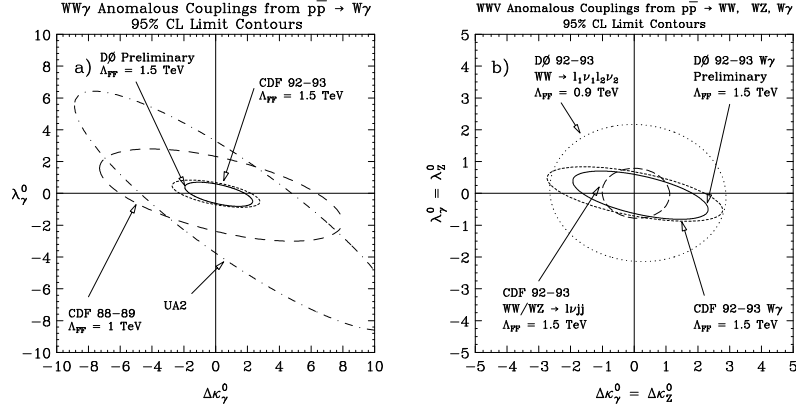 WWγ Anomalous Couplings from pp̅ → Wγ
95% CL Limit Contours
a)
DØ Preliminary
Λ_FF = 1.5 TeV
CDF 92-93
Λ_FF = 1.5 TeV
CDF 88-89
Λ_FF = 1 TeV
UA2
λ_γ^0
10
8
6
4
2
0
−2
−4
−6
−8
−10
−10 −8 −6 −4 −2 0 2 4 6 8 10
Δκ_γ^0
WWV Anomalous Couplings from pp̅ → WW, WZ, Wγ
95% CL Limit Contours
b)
DØ 92-93
WW → l₁ν₁l₂ν₂
Λ_FF = 0.9 TeV
DØ 92-93 Wγ
Preliminary
Λ_FF = 1.5 TeV
CDF 92-93
WW/WZ → lνjj
Λ_FF = 1.5 TeV
CDF 92-93 Wγ
Λ_FF = 1.5 TeV
λ_γ^0 = λ_Z^0
5
4
3
2
1
0
−1
−2
−3
−4
−5
−5 −4 −3 −2 −1 0 1 2 3 4 5
Δκ_γ^0 = Δκ_Z^0